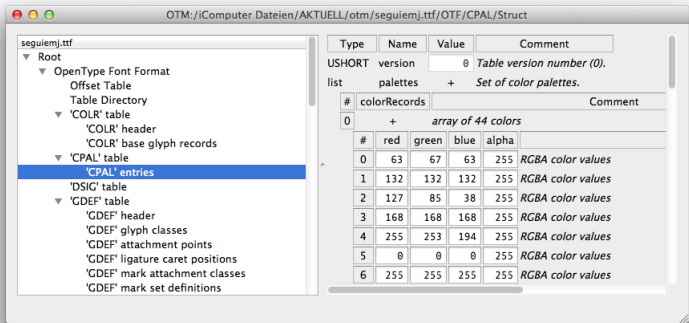 OTM:/iComputer Dateien/AKTUELL/otm/seguiemj.ttf/OTF/CPAL/Struct
seguiemj.ttf
Root
OpenType Font Format
Offset Table
Table Directory
'COLR' table
'COLR' header
'COLR' base glyph records
'CPAL' table
'CPAL' entries
'DSIG' table
'GDEF' table
'GDEF' header
'GDEF' glyph classes
'GDEF' attachment points
'GDEF' ligature caret positions
'GDEF' mark attachment classes
'GDEF' mark set definitions
Type Name Value Comment
USHORT version 0 Table version number (0).
list palettes + Set of color palettes.
# colorRecords Comment
0 + array of 44 colors
# red green blue alpha
0 63 67 63 255 RGBA color values
1 132 132 132 255 RGBA color values
2 127 85 38 255 RGBA color values
3 168 168 168 255 RGBA color values
4 255 253 194 255 RGBA color values
5 0 0 0 255 RGBA color values
6 255 255 255 255 RGBA color values